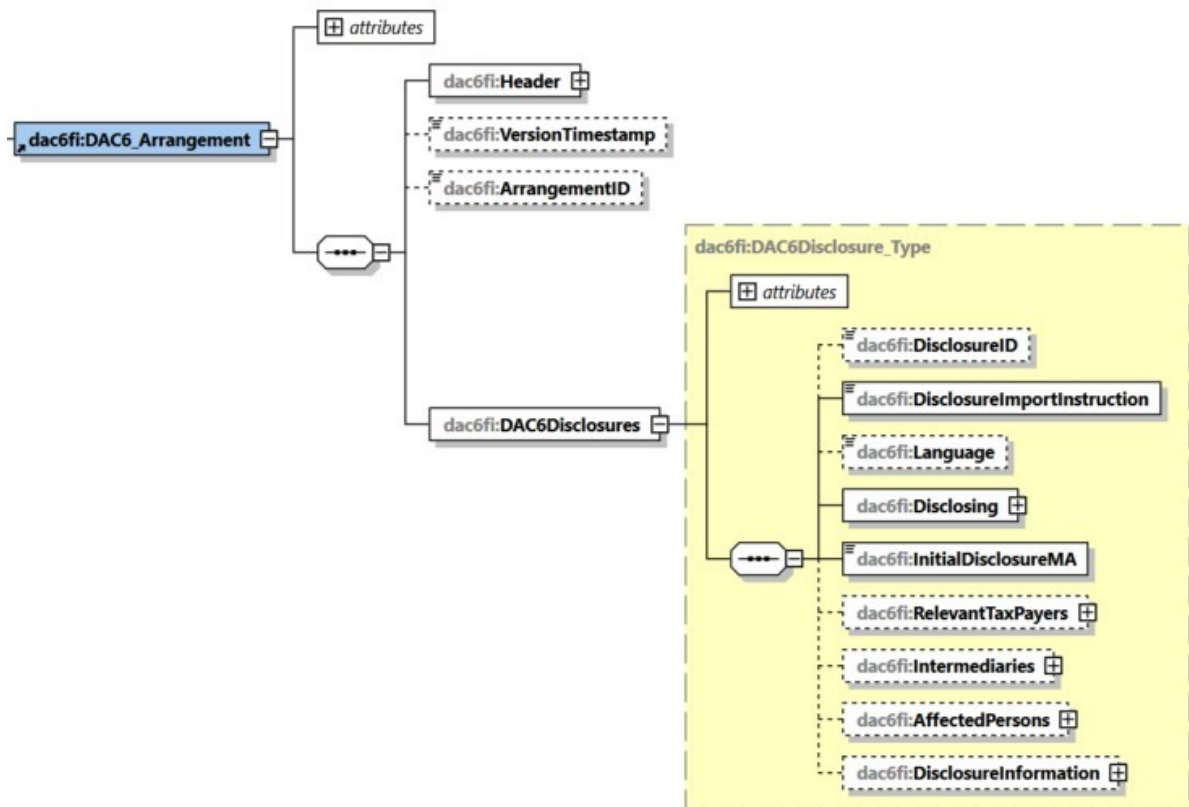 attributes
dac6fi:Header
dac6fi:VersionTimestamp
dac6fi:DAC6_Arrangement
dac6fi:ArrangementID
dac6fi:DAC6Disclosure_Type
attributes
dac6fi:DisclosureID
dac6fi:DisclosureImportInstruction
dac6fi:DAC6Disclosures
dac6fi:Language
dac6fi:Disclosing
dac6fi:InitialDisclosureMA
dac6fi:RelevantTaxPayers
dac6fi:Intermediaries
dac6fi:AffectedPersons
dac6fi:DisclosureInformation